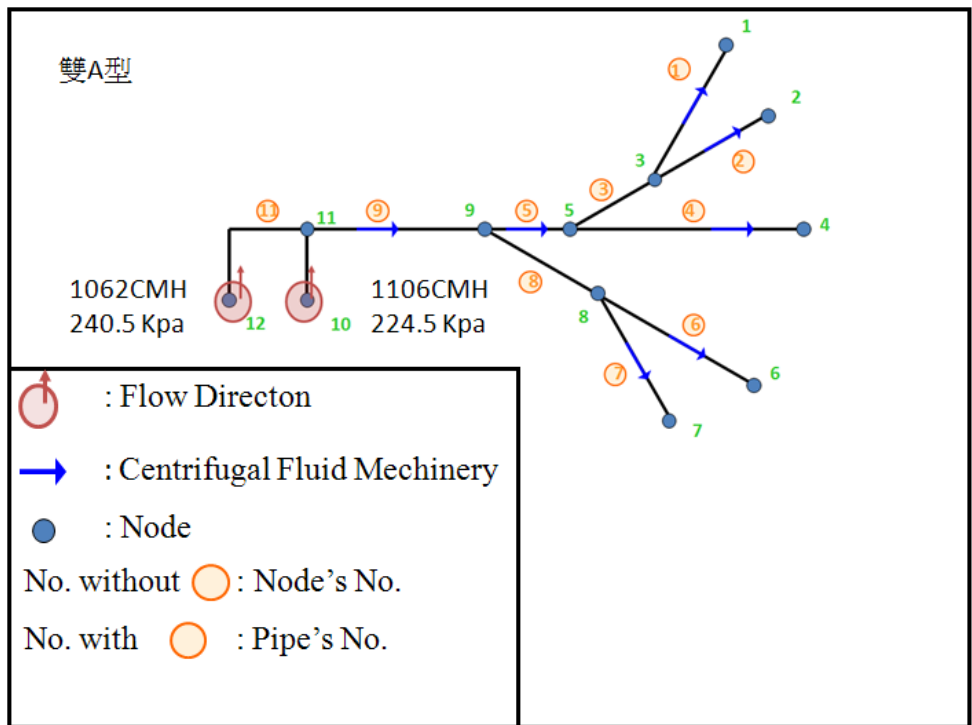 雙A型
1
1
2
2
3
3
4
4
5
5
9
9
11
11
8
8
6
6
7
7
1062CMH
240.5 Kpa
12
10
1106CMH
224.5 Kpa
: Flow Directon
: Centrifugal Fluid Mechinery
: Node
No. without : Node's No.
No. with : Pipe's No.